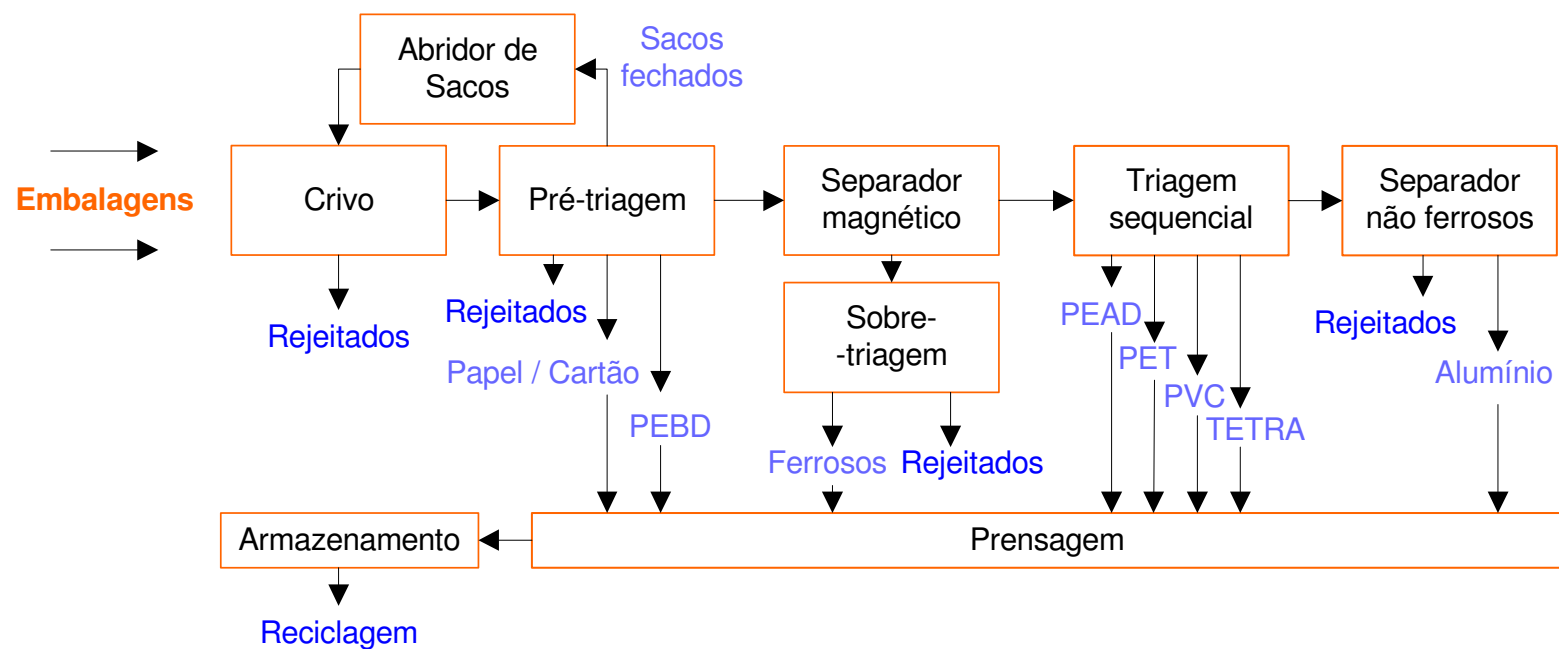 Abridor de
Sacos
Sacos
fechados
Embalagens
Crivo
Pré-triagem
Separador
magnético
Triagem
sequencial
Separador
não ferrosos
Rejeitados
Rejeitados
Papel / Cartão
PEBD
Sobre-
-triagem
Ferrosos
Rejeitados
PEAD
PET
PVC
TETRA
Rejeitados
Alumínio
Armazenamento
Prensagem
Reciclagem